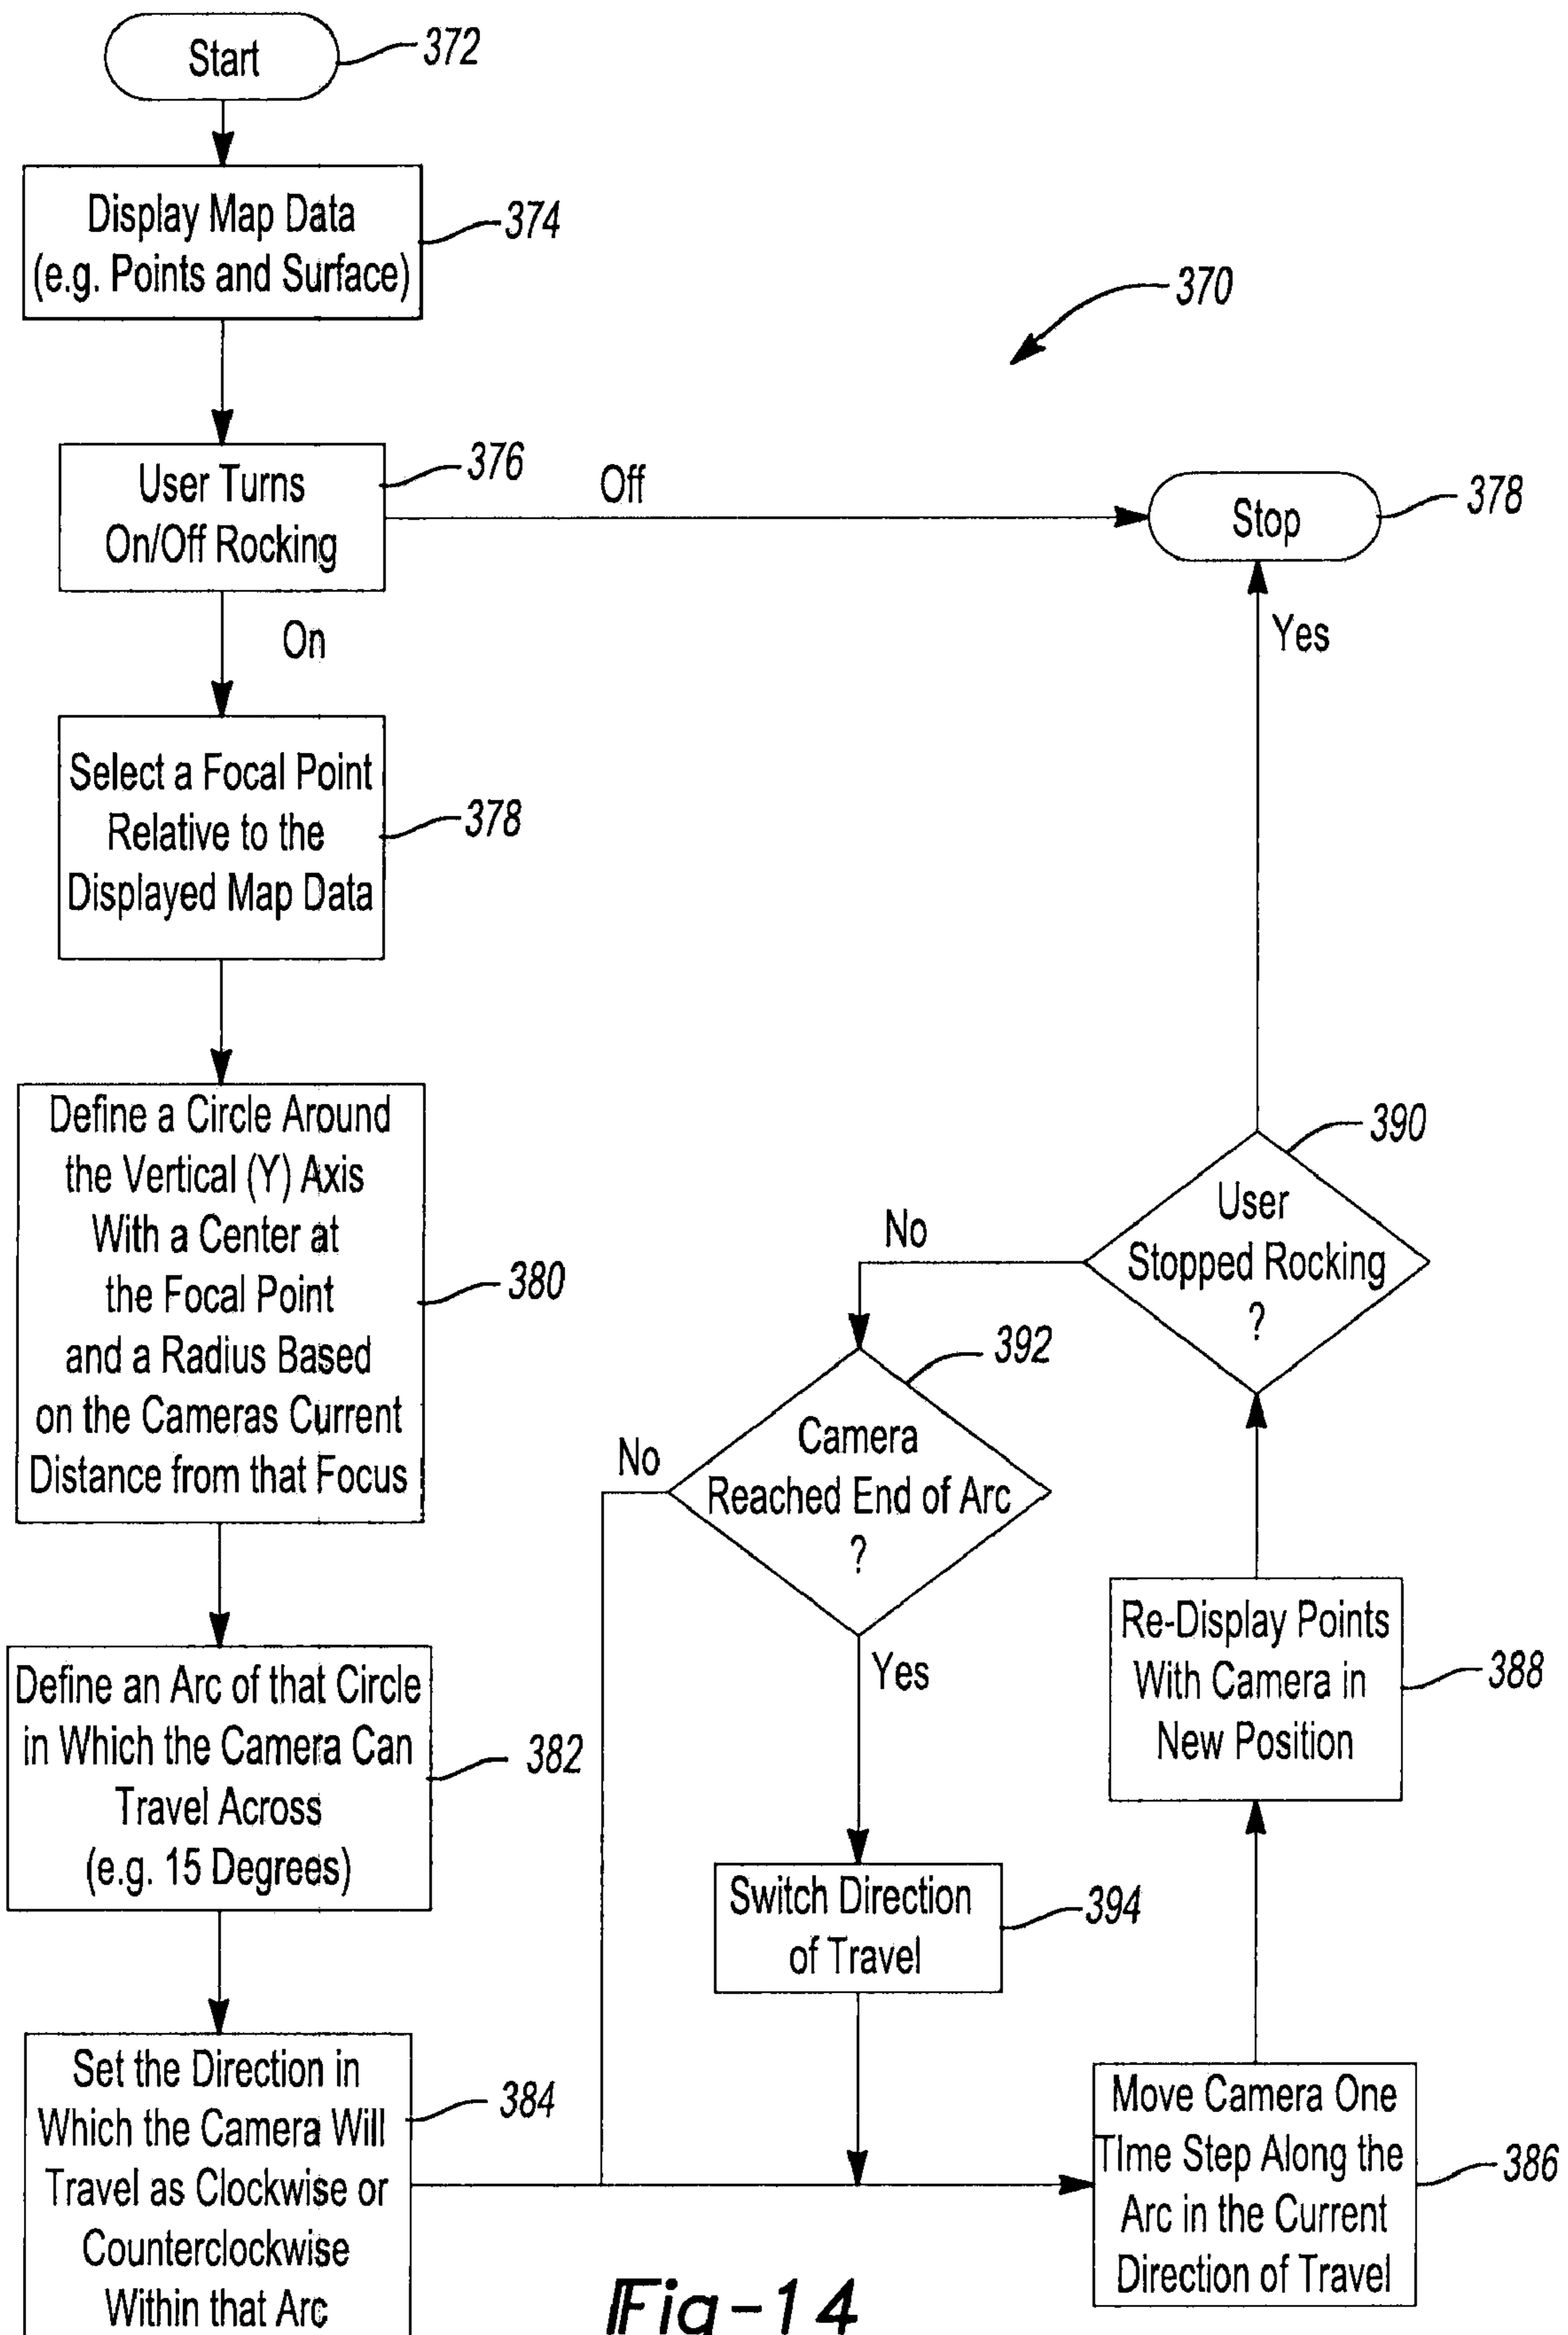 Start
372
Display Map Data
(e.g. Points and Surface)
374
370
User Turns
On/Off Rocking
376
Off
Stop
378
On
Yes
Select a Focal Point
Relative to the
Displayed Map Data
378
Define a Circle Around
the Vertical (Y) Axis
With a Center at
the Focal Point
and a Radius Based
on the Cameras Current
Distance from that Focus
380
User
Stopped Rocking
?
390
No
Camera
Reached End of Arc
?
392
No
Yes
Define an Arc of that Circle
in Which the Camera Can
Travel Across
(e.g. 15 Degrees)
382
Re-Display Points
With Camera in
New Position
388
Switch Direction
of Travel
394
Set the Direction in
Which the Camera Will
Travel as Clockwise or
Counterclockwise
Within that Arc
384
Move Camera One
TIme Step Along the
Arc in the Current
Direction of Travel
386
Fig-14